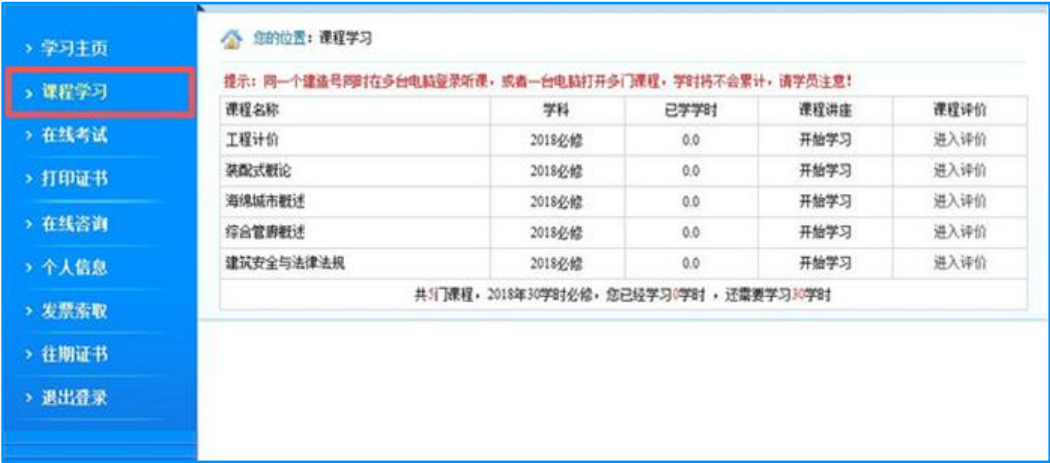 > 学习主页
> 课程学习
> 在线考试
> 打印证书
> 在线咨询
> 个人信息
> 发票索取
> 往期证书
> 退出登录
您的位置：课程学习
提示：同一个建造号同时在多台电脑登录听课，或者一台电脑打开多门课程，学时将不会累计，请学员注意！
课程名称 学科 已学学时 课程讲座 课程评价
工程计价 2018必修 0.0 开始学习 进入评价
装配式概论 2018必修 0.0 开始学习 进入评价
海绵城市概述 2018必修 0.0 开始学习 进入评价
综合管廊概述 2018必修 0.0 开始学习 进入评价
建筑安全与法律法规 2018必修 0.0 开始学习 进入评价
共5门课程，2018年30学时必修，您已经学习0学时，还需要学习30学时